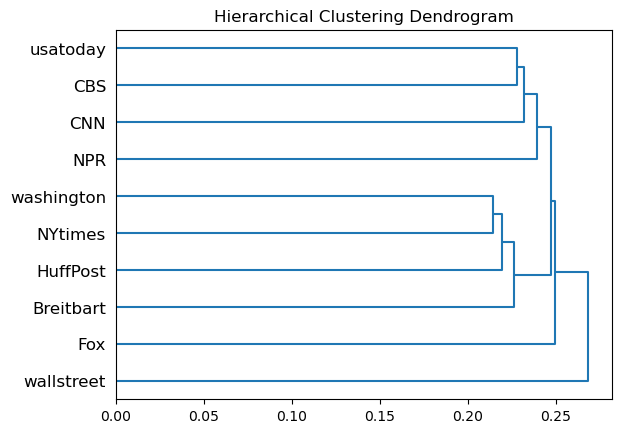 Hierarchical Clustering Dendrogram
usatoday
CBS
CNN
NPR
washington
NYtimes
HuffPost
Breitbart
Fox
wallstreet
0.00 0.05 0.10 0.15 0.20 0.25